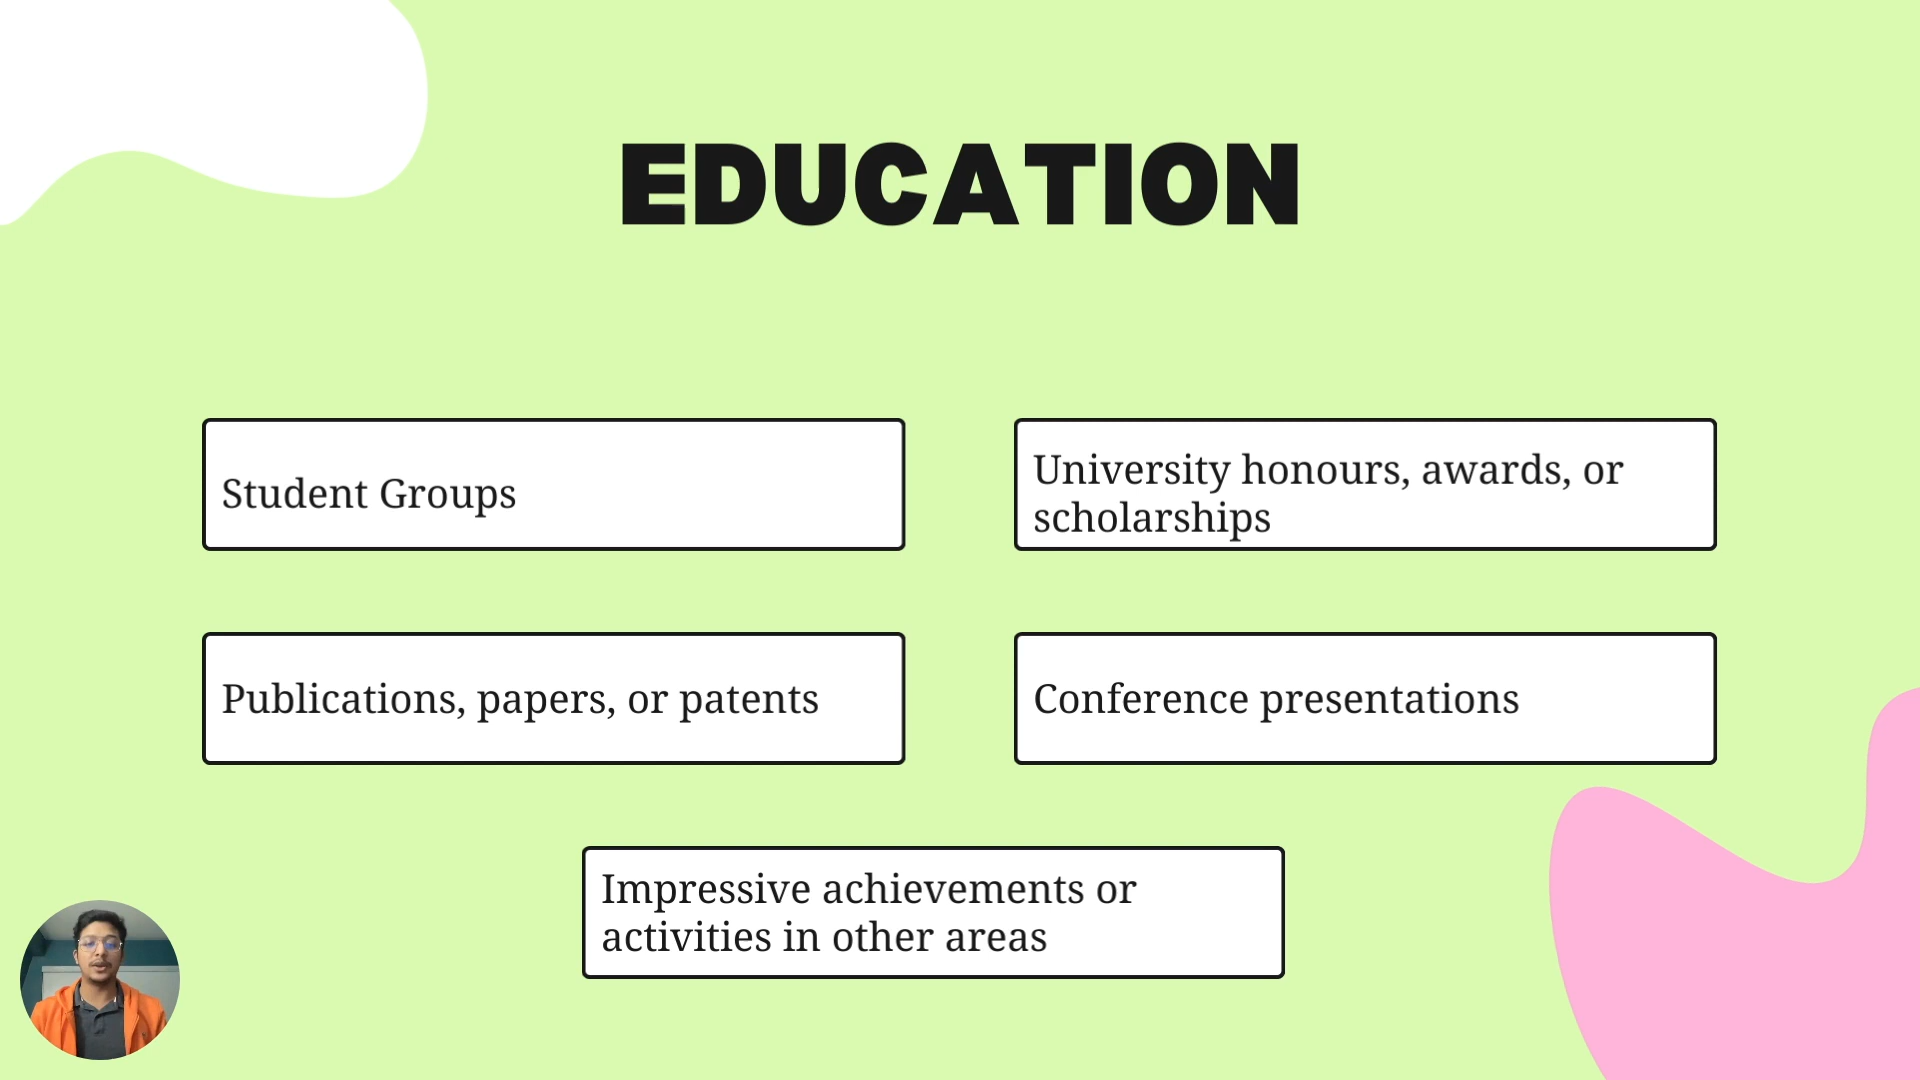 EDUCATION
Student Groups
University honours, awards, or
scholarships
Publications, papers, or patents
Conference presentations
Impressive achievements or
activities in other areas